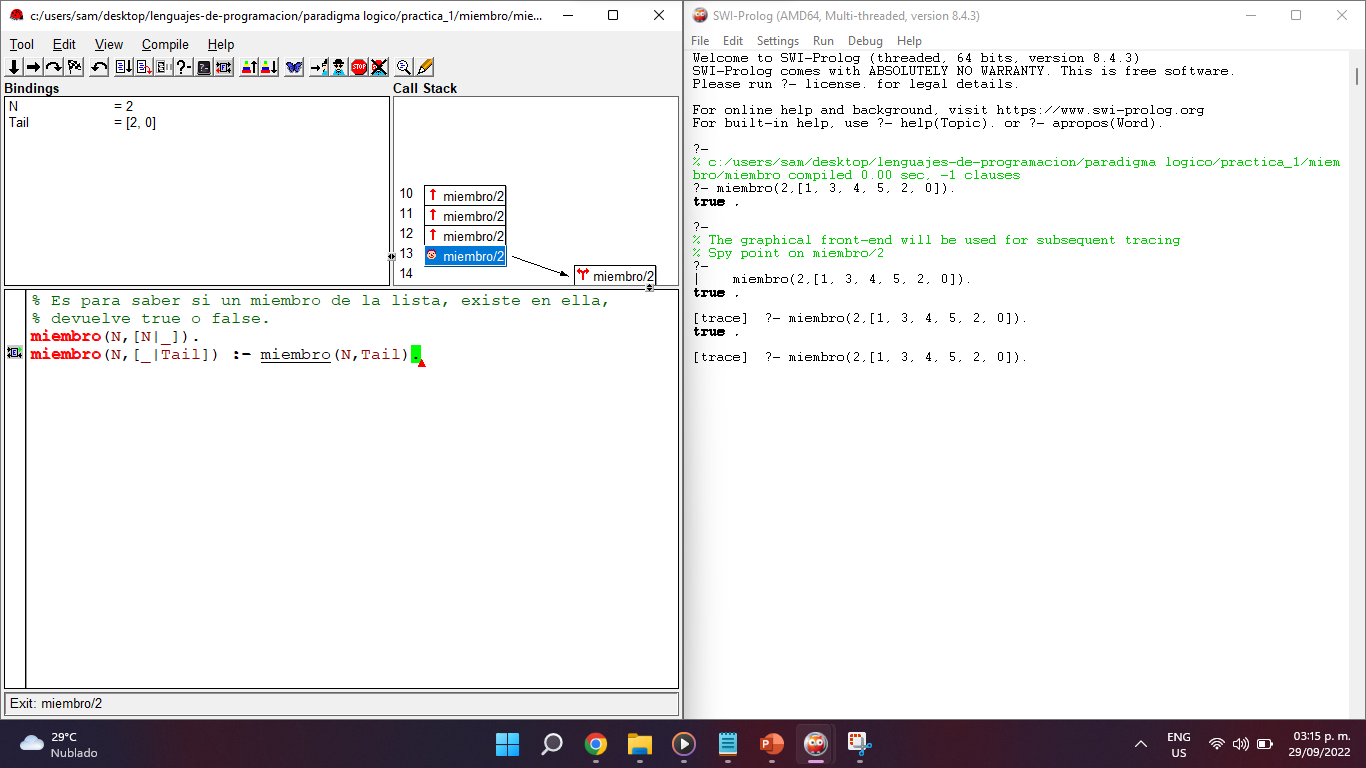 c:/users/sam/desktop/lenguajes-de-programacion/paradigma logico/practica_1/miembro/mie...
Tool Edit View Compile Help
Bindings
N = 2
Tail = [2, 0]
Call Stack
10 miembro/2
11 miembro/2
12 miembro/2
13 miembro/2
14 miembro/2
% Es para saber si un miembro de la lista, existe en ella,
% devuelve true o false.
miembro(N,[N|_]).
miembro(N,[_|Tail]) :- miembro(N,Tail).
Exit: miembro/2
SWI-Prolog (AMD64, Multi-threaded, version 8.4.3)
File Edit Settings Run Debug Help
Welcome to SWI-Prolog (threaded, 64 bits, version 8.4.3)
SWI-Prolog comes with ABSOLUTELY NO WARRANTY. This is free software.
Please run ?- license. for legal details.
For online help and background, visit https://www.swi-prolog.org
For built-in help, use ?- help(Topic). or ?- apropos(Word).
?-
% c:/users/sam/desktop/lenguajes-de-programacion/paradigma logico/practica_1/miem
bro/miembro compiled 0.00 sec, -1 clauses
?- miembro(2,[1, 3, 4, 5, 2, 0]).
true .
?-
% The graphical front-end will be used for subsequent tracing
% Spy point on miembro/2
?-
| miembro(2,[1, 3, 4, 5, 2, 0]).
true .
[trace] ?- miembro(2,[1, 3, 4, 5, 2, 0]).
true .
[trace] ?- miembro(2,[1, 3, 4, 5, 2, 0]).
29°C
Nublado
ENG
US
03:15 p. m.
29/09/2022